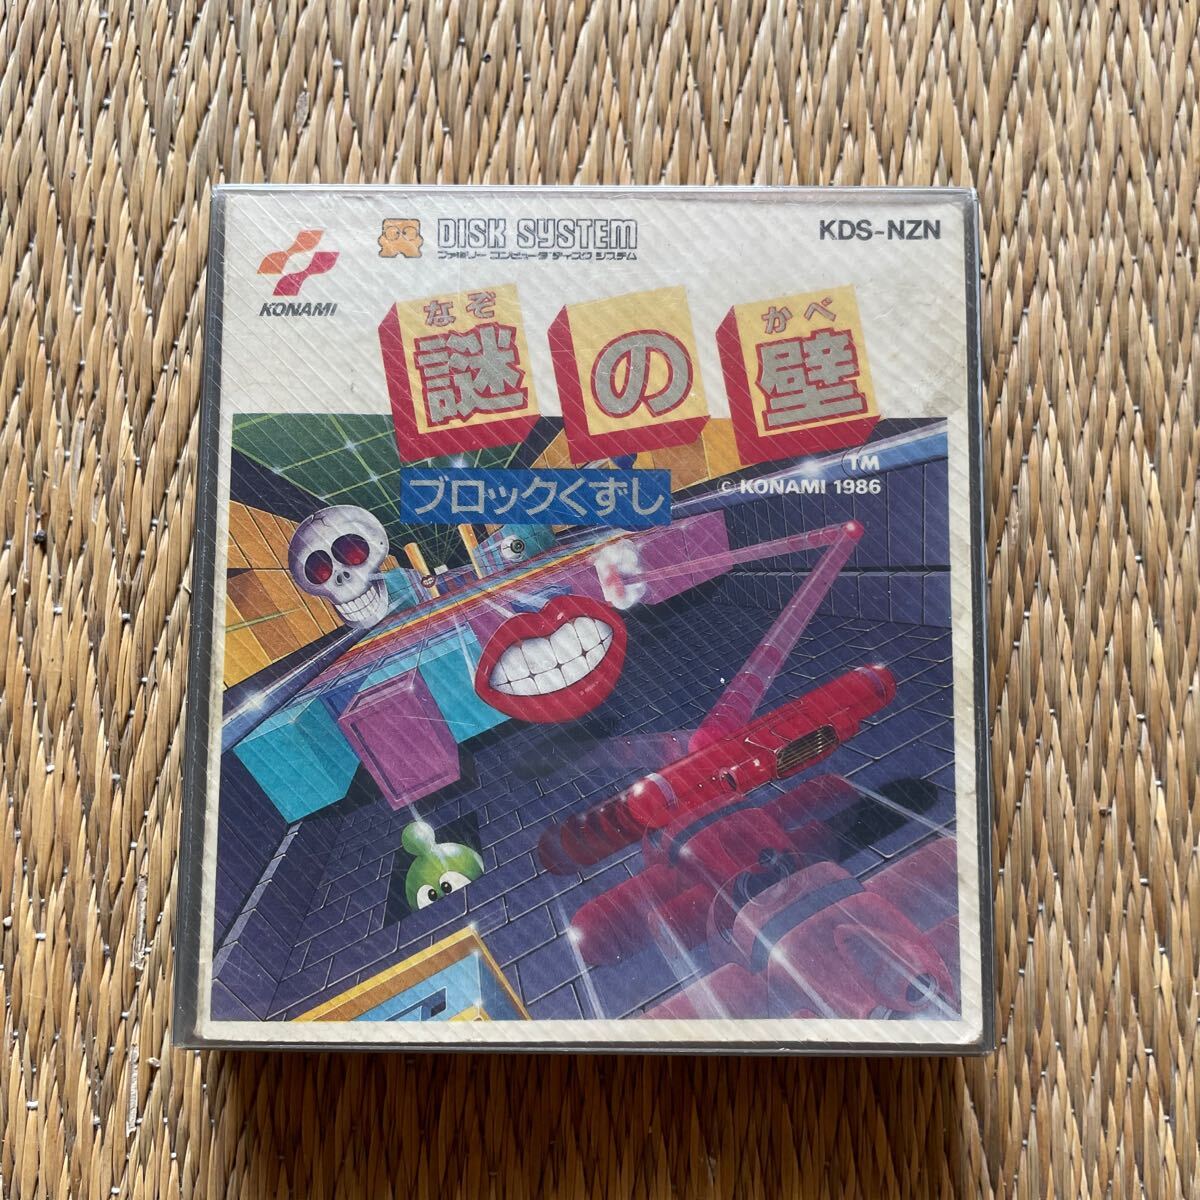 KONAMI
DISK SYSTEM
ファミリー コンピュータ ディスク システム
KDS-NZN
なぞ かべ
謎の壁
ブロックくずし
TM
© KONAMI 1986